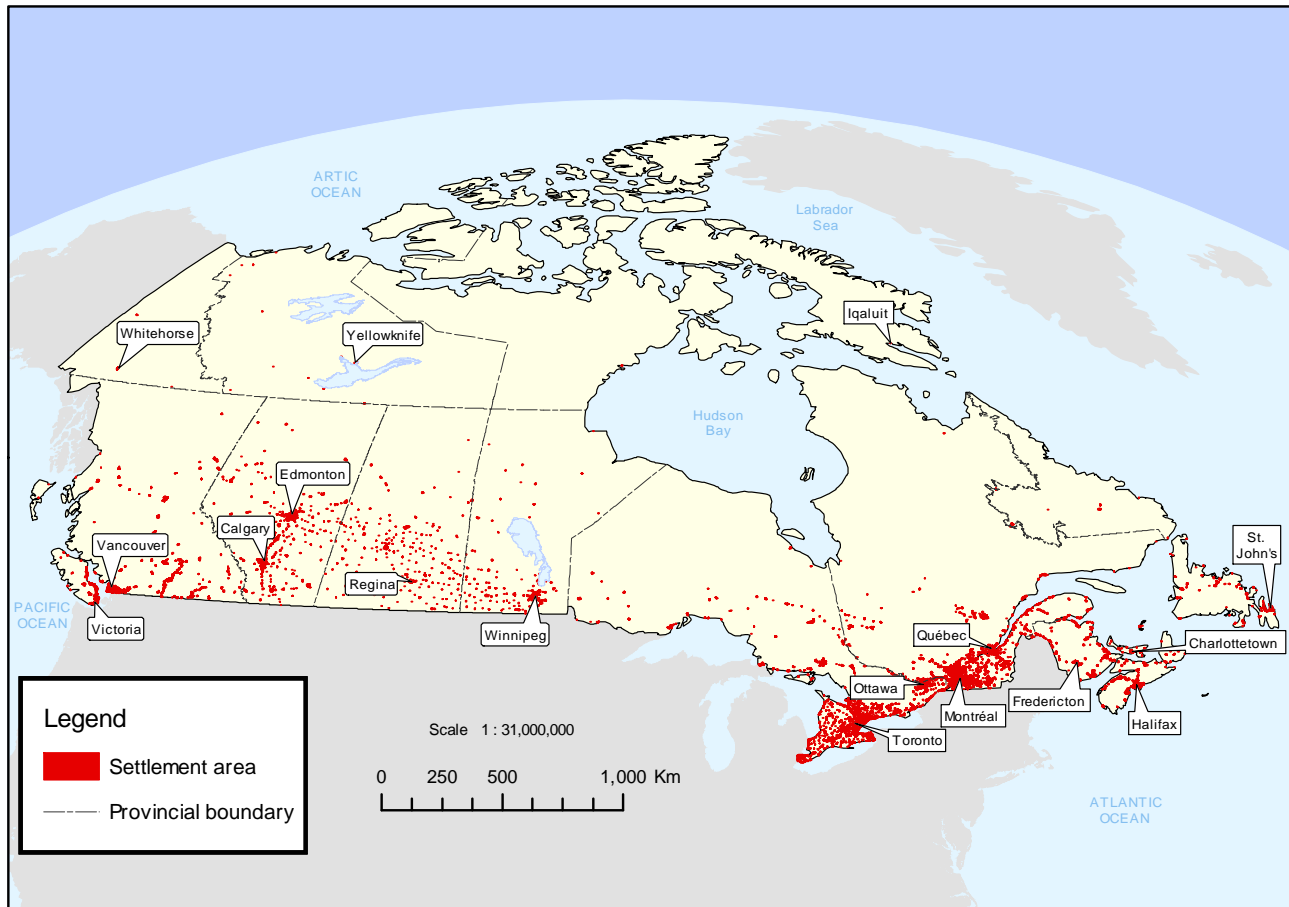 ARTIC
OCEAN
Labrador
Sea
Iqaluit
Whitehorse
Yellowknife
Hudson
Bay
Edmonton
Calgary
Vancouver
Regina
St.
John's
PACIFIC
OCEAN
Victoria
Winnipeg
Québec
Charlottetown
Ottawa
Montréal
Fredericton
Halifax
Toronto
Legend
Settlement area
Provincial boundary
Scale 1 : 31,000,000
0 250 500 1,000 Km
ATLANTIC
OCEAN